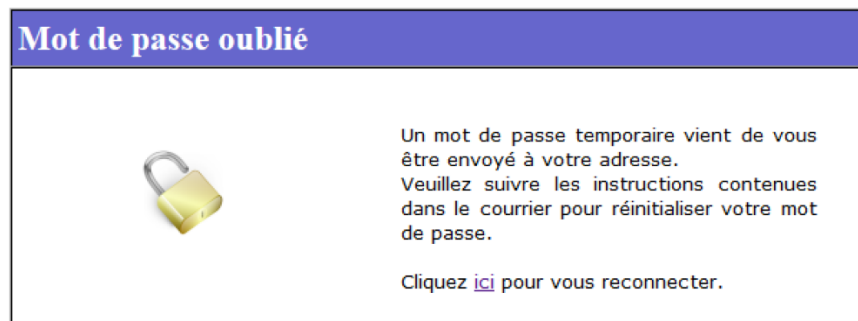 Mot de passe oublié
Un mot de passe temporaire vient de vous
être envoyé à votre adresse.
Veuillez suivre les instructions contenues
dans le courrier pour réinitialiser votre mot
de passe.
Cliquez ici pour vous reconnecter.